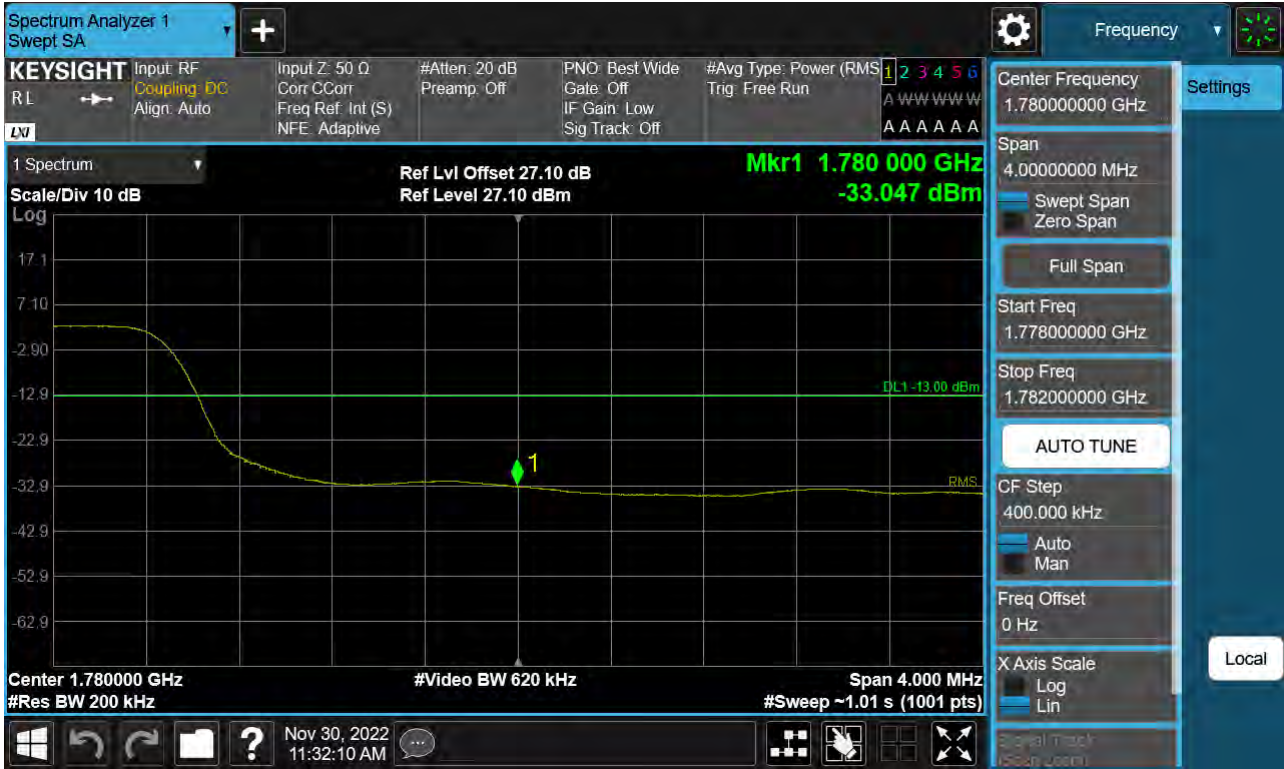 Spectrum Analyzer 1
Swept SA
Frequency
KEYSIGHT
R L
LXI
Input: RF
Coupling: DC
Align: Auto
Input Z: 50 Ω
Corr CCorr
Freq Ref: Int (S)
NFE: Adaptive
#Atten: 20 dB
Preamp: Off
PNO: Best Wide
Gate: Off
IF Gain: Low
Sig Track: Off
#Avg Type: Power (RMS
Trig: Free Run
1 2 3 4 5 6
A W W W W W
A A A A A A
1 Spectrum
Scale/Div 10 dB
Log
Ref Lvl Offset 27.10 dB
Ref Level 27.10 dBm
Mkr1 1.780 000 GHz
-33.047 dBm
17.1
7.10
-2.90
-12.9
-22.9
-32.9
-42.9
-52.9
-62.9
DL1 -13.00 dBm
1
RMS
Center 1.780000 GHz
#Res BW 200 kHz
#Video BW 620 kHz
Span 4.000 MHz
#Sweep ~1.01 s (1001 pts)
Center Frequency
1.780000000 GHz
Span
4.00000000 MHz
Swept Span
Zero Span
Full Span
Start Freq
1.778000000 GHz
Stop Freq
1.782000000 GHz
AUTO TUNE
CF Step
400.000 kHz
Auto
Man
Freq Offset
0 Hz
X Axis Scale
Log
Lin
Signal Track
(Span Zoom)
Settings
Local
?
Nov 30, 2022
11:32:10 AM